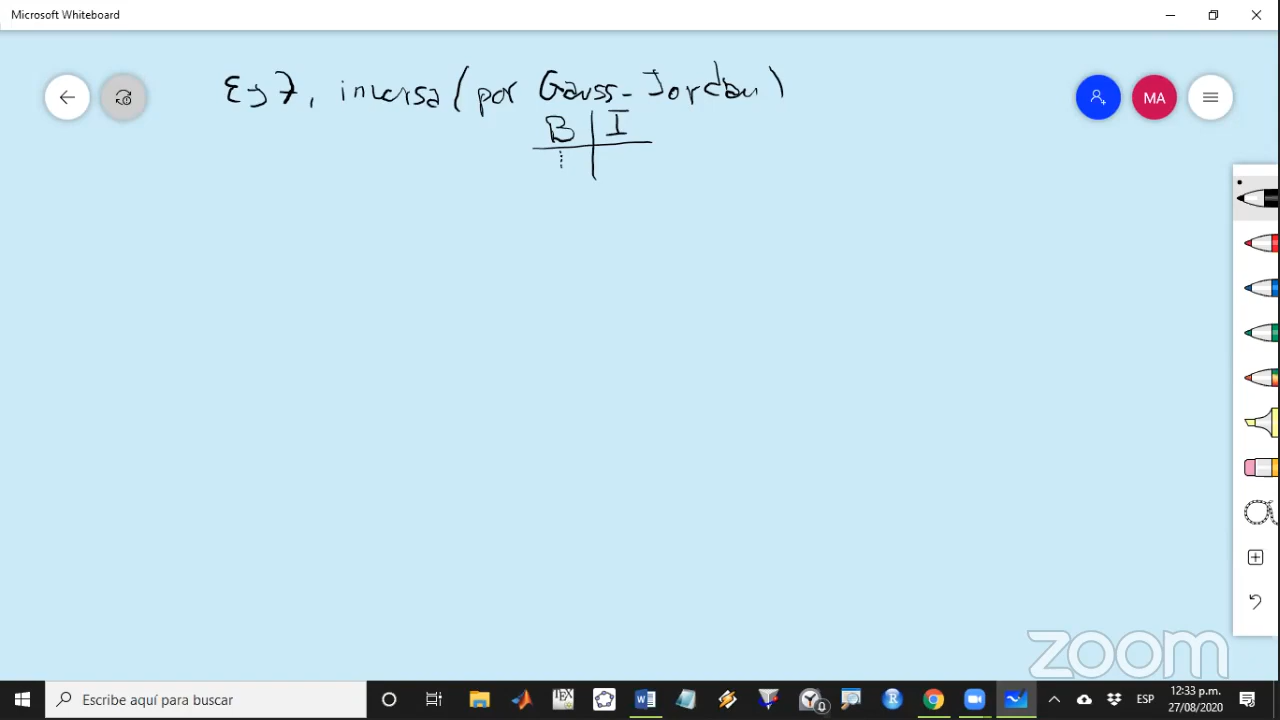 Microsoft Whiteboard
Ej 7, inversa (por Gauss-Jordan)
B I
MA
zoom
Escribe aquí para buscar
ESP
12:33 p.m.
27/08/2020